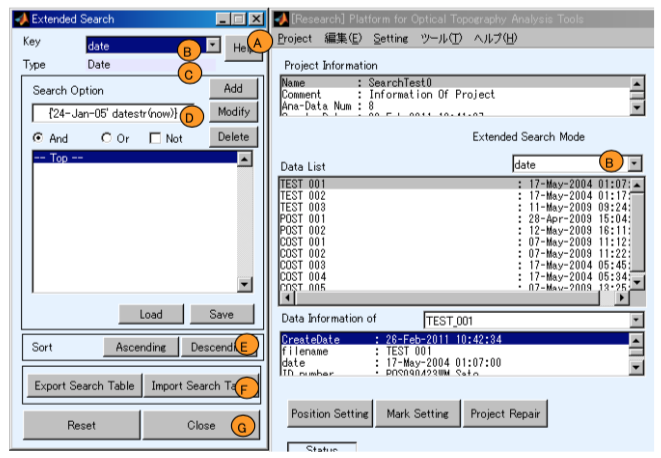 Extended Search
Key
date
B
Help
A
Type
Date
C
Search Option
Add
{'24-Jan-05' datestr(now)}
D
Modify
And
Or
Not
Delete
-- Top --
Load
Save
Sort
Ascending
Descending
E
Export Search Table
Import Search Ta
F
Reset
Close
G
[Research] Platform for Optical Topography Analysis Tools
Project 編集(E) Setting ツール(T) ヘルプ(H)
Project Information
Name : SearchTest0
Comment : Information Of Project
Ana-Data Num : 8
Extended Search Mode
Data List
date
B
TEST 001 : 17-May-2004 01:07:
TEST 002 : 17-May-2004 01:17:
TEST 003 : 11-May-2009 09:24:
POST 001 : 28-Apr-2009 15:04:
POST 002 : 12-May-2009 16:11:
COST 001 : 07-May-2009 11:12:
COST 002 : 07-May-2009 11:22:
COST 003 : 17-May-2004 05:45:
COST 004 : 17-May-2004 05:34:
COST 005 : 07-May-2009 13:25:
Data Information of
TEST_001
CreateDate : 26-Feb-2011 10:42:34
filename : TEST 001
date : 17-May-2004 01:07:00
ID number :
Position Setting
Mark Setting
Project Repair
Status